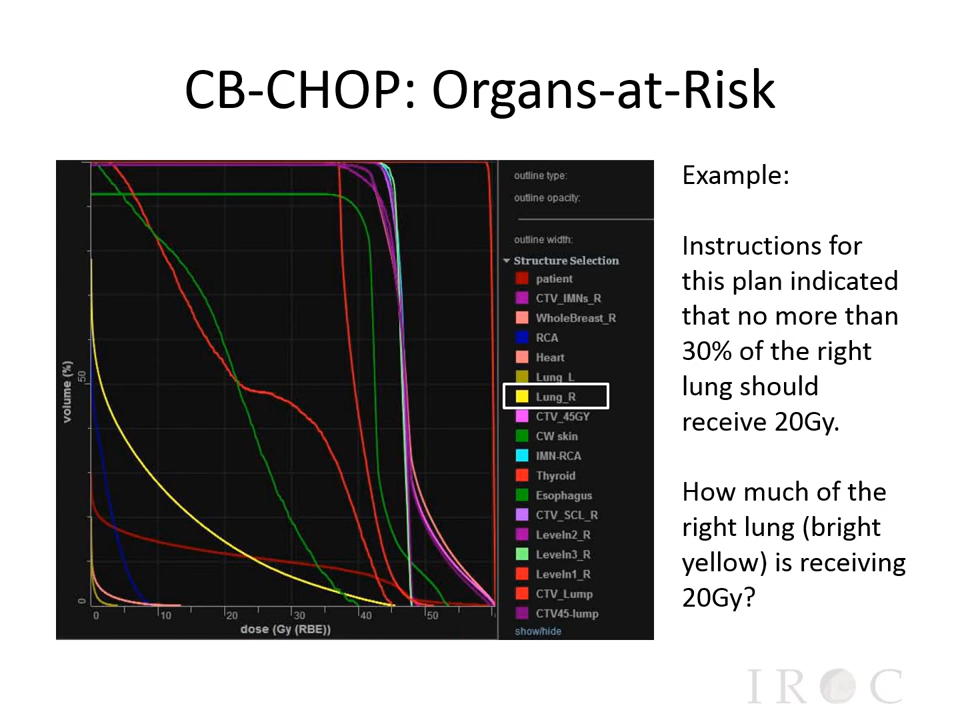 CB-CHOP: Organs-at-Risk
outline type:
outline opacity:
outline width:
Structure Selection
patient
CTV_IMNs_R
WholeBreast_R
RCA
Heart
Lung_L
Lung_R
CTV_45GY
CW skin
IMN-RCA
Thyroid
Esophagus
CTV_SCL_R
Leveln2_R
Leveln3_R
Leveln1_R
CTV_Lump
CTV45-lump
show/hide
volume (%)
50
0
0 10 20 30 40 50
dose (Gy (RBE))
Example:
Instructions for
this plan indicated
that no more than
30% of the right
lung should
receive 20Gy.
How much of the
right lung (bright
yellow) is receiving
20Gy?
IROC